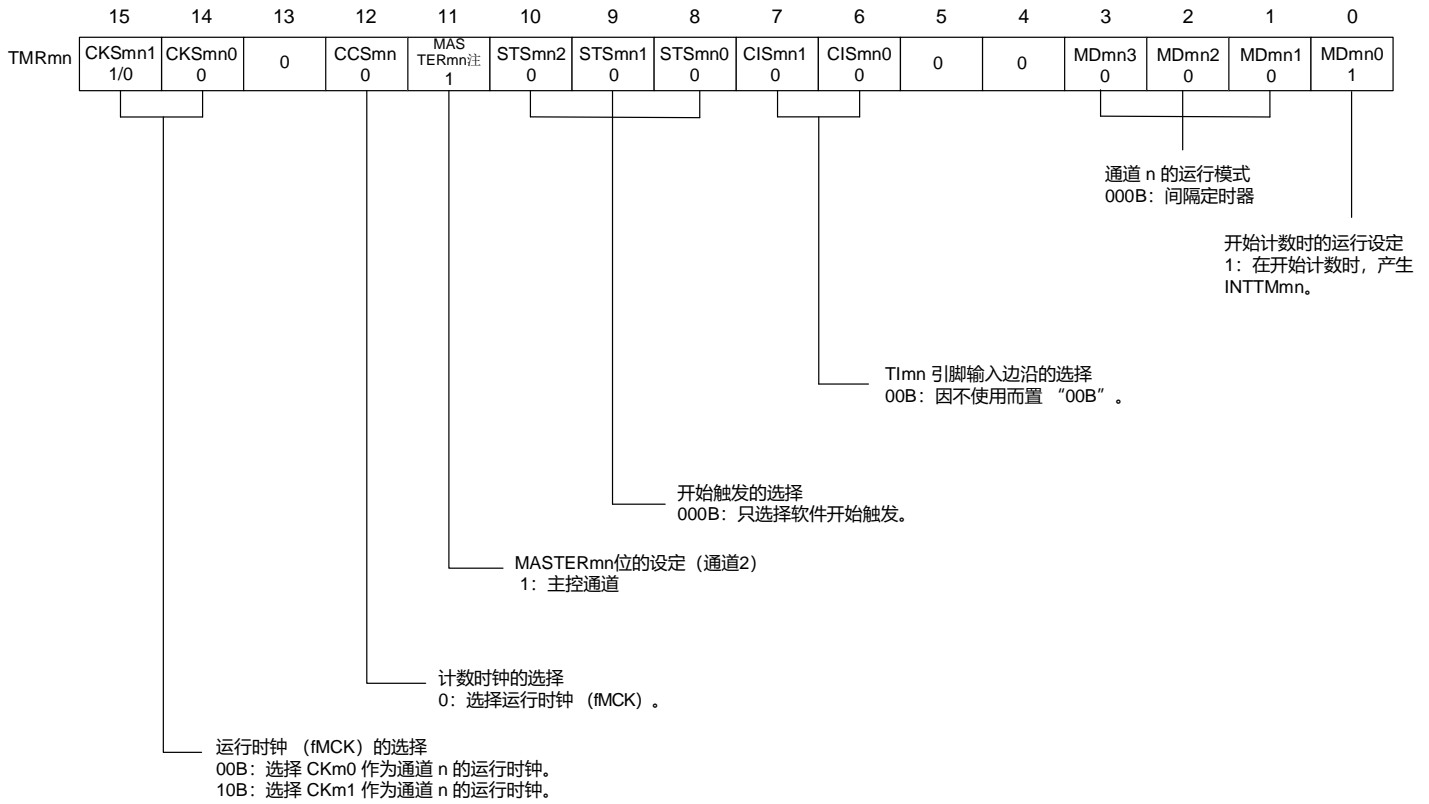 15 14 13 12 11 10 9 8 7 6 5 4 3 2 1 0
TMRmn
CKSmn1 CKSmn0 0 CCSmn MAS TERmn注 STSmn2 STSmn1 STSmn0 CISmn1 CISmn0 0 0 MDmn3 MDmn2 MDmn1 MDmn0
1/0 0 0 1 0 0 0 0 0 0 0 0 1
通道 n 的运行模式
000B：间隔定时器
开始计数时的运行设定
1：在开始计数时，产生
INTTMmn。
TImn 引脚输入边沿的选择
00B：因不使用而置 “00B”。
开始触发的选择
000B：只选择软件开始触发。
MASTERmn位的设定（通道2）
1：主控通道
计数时钟的选择
0：选择运行时钟 （fMCK）。
运行时钟 （fMCK）的选择
00B：选择 CKm0 作为通道 n 的运行时钟。
10B：选择 CKm1 作为通道 n 的运行时钟。